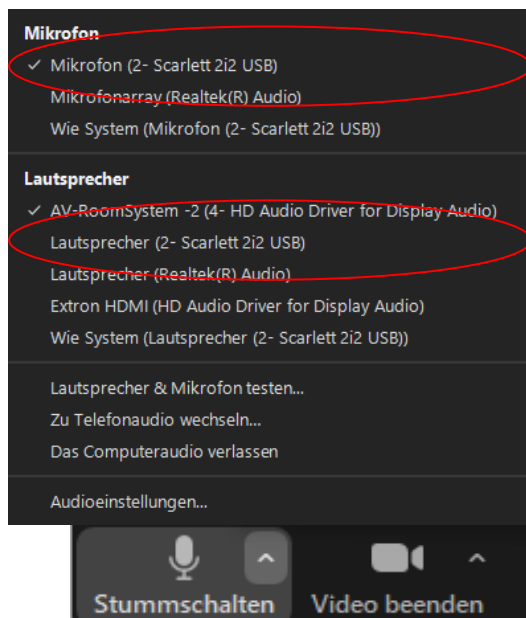 Mikrofon
Mikrofon (2- Scarlett 2i2 USB)
Mikrofonarray (Realtek(R) Audio)
Wie System (Mikrofon (2- Scarlett 2i2 USB))
Lautsprecher
AV-RoomSystem -2 (4- HD Audio Driver for Display Audio)
Lautsprecher (2- Scarlett 2i2 USB)
Lautsprecher (Realtek(R) Audio)
Extron HDMI (HD Audio Driver for Display Audio)
Wie System (Lautsprecher (2- Scarlett 2i2 USB))
Lautsprecher & Mikrofon testen...
Zu Telefonaudio wechseln...
Das Computeraudio verlassen
Audioeinstellungen...
Stummschalten Video beenden